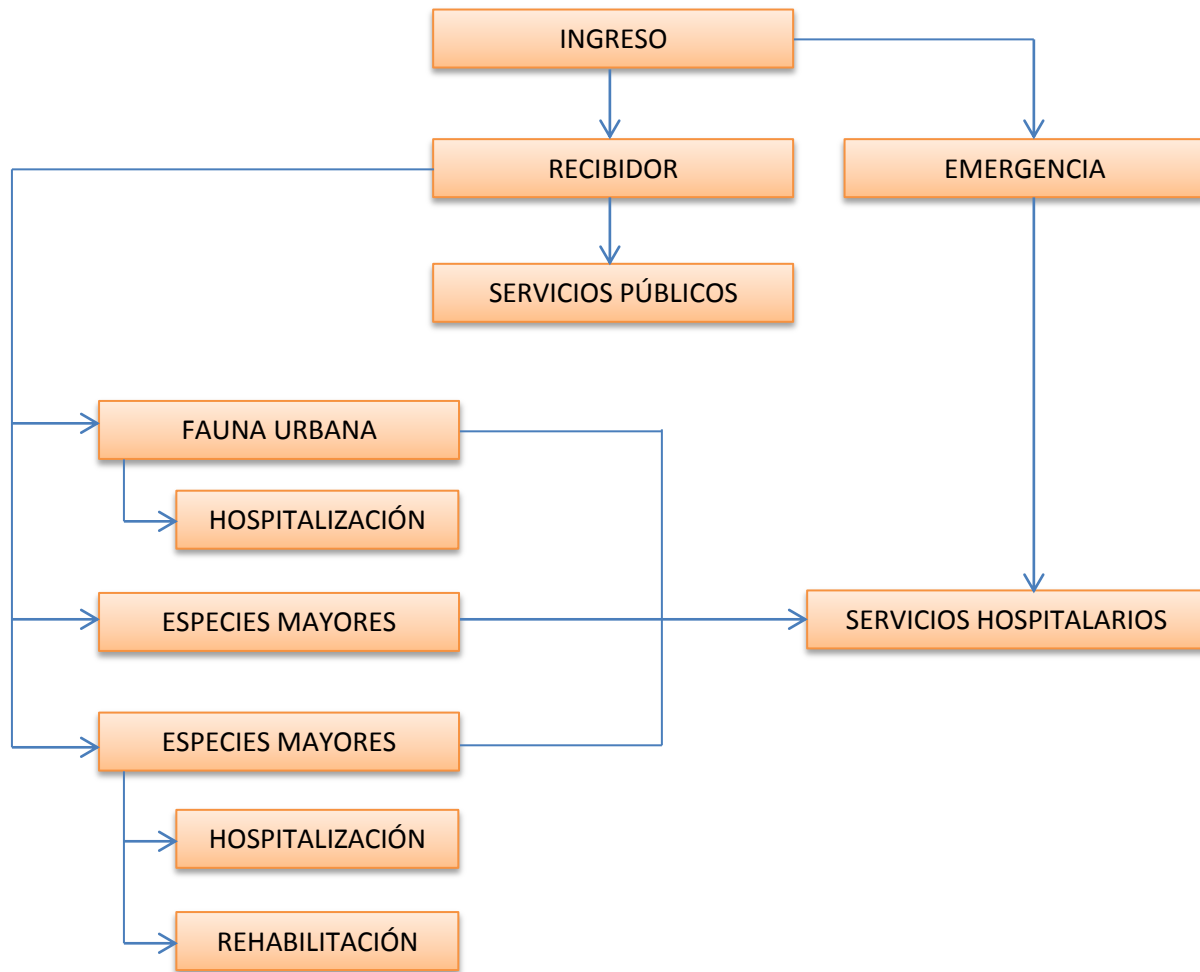 INGRESO
RECIBIDOR
EMERGENCIA
SERVICIOS PÚBLICOS
FAUNA URBANA
HOSPITALIZACIÓN
ESPECIES MAYORES
SERVICIOS HOSPITALARIOS
ESPECIES MAYORES
HOSPITALIZACIÓN
REHABILITACIÓN